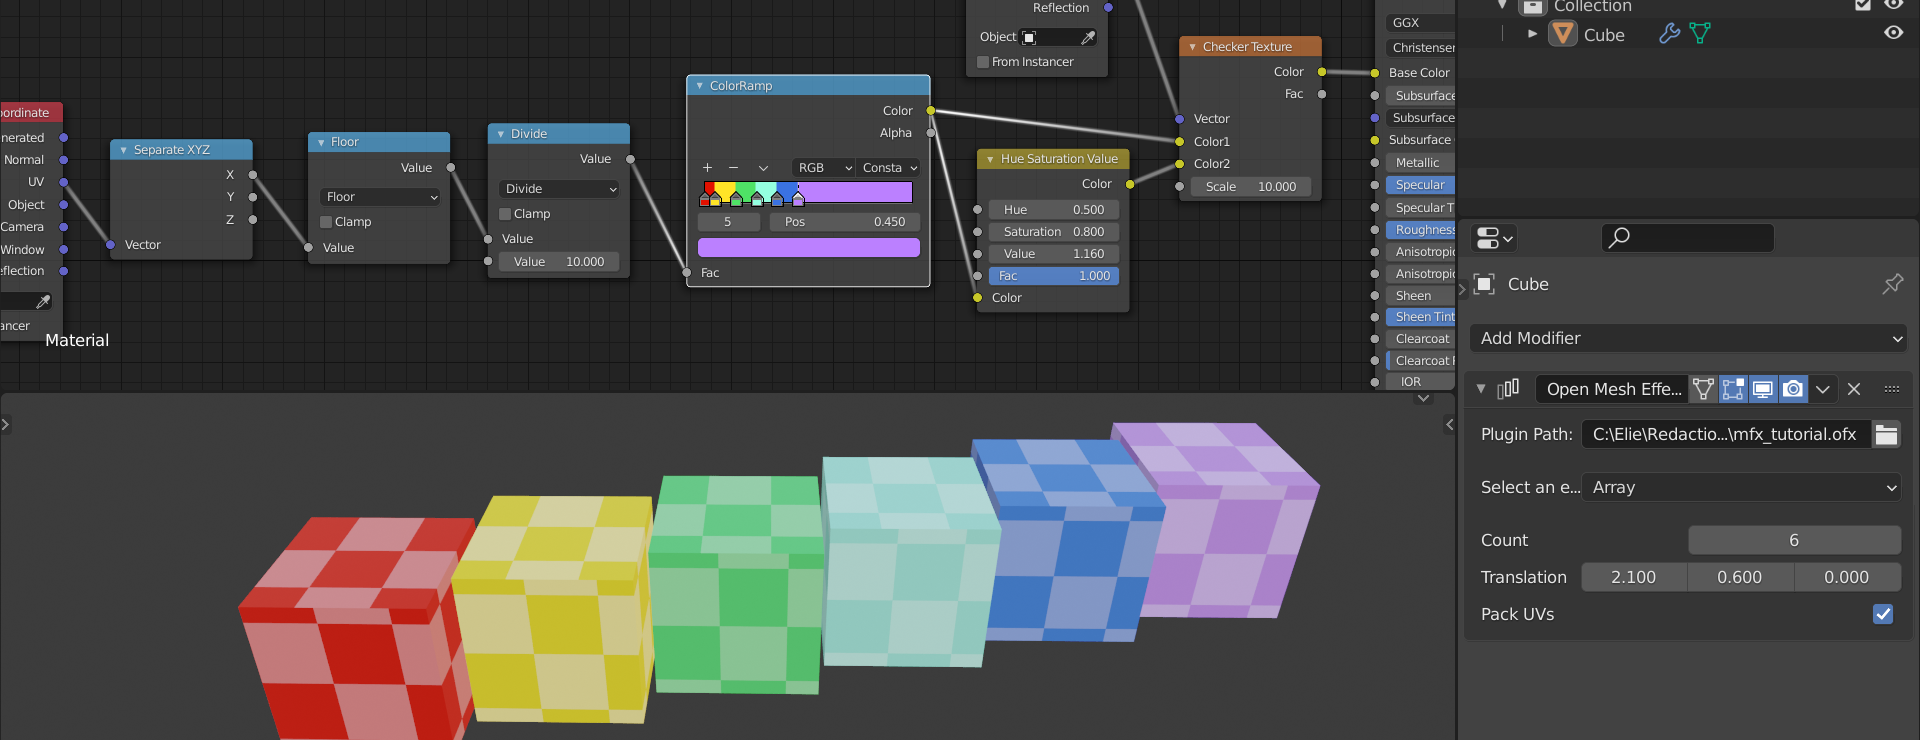 oordinate
nerated
Normal
UV
Object
Camera
Window
eflection
ancer
Material
Separate XYZ
X
Y
Z
Vector
Floor
Value
Floor
Clamp
Value
Divide
Value
Divide
Clamp
Value
Value 10.000
ColorRamp
Color
Alpha
RGB Consta
5 Pos 0.450
Fac
Reflection
Object
From Instancer
Hue Saturation Value
Color
Hue 0.500
Saturation 0.800
Value 1.160
Fac 1.000
Color
Checker Texture
Color
Fac
Vector
Color1
Color2
Scale 10.000
GGX
Christensen
Base Color
Subsurface
Subsurface
Subsurface
Metallic
Specular
Specular T
Roughness
Anisotropic
Anisotropic
Sheen
Sheen Tint
Clearcoat
Clearcoat R
IOR
Collection
Cube
Cube
Add Modifier
Open Mesh Effe...
Plugin Path: C:\Elie\Redactio...\mfx_tutorial.ofx
Select an e... Array
Count 6
Translation 2.100 0.600 0.000
Pack UVs